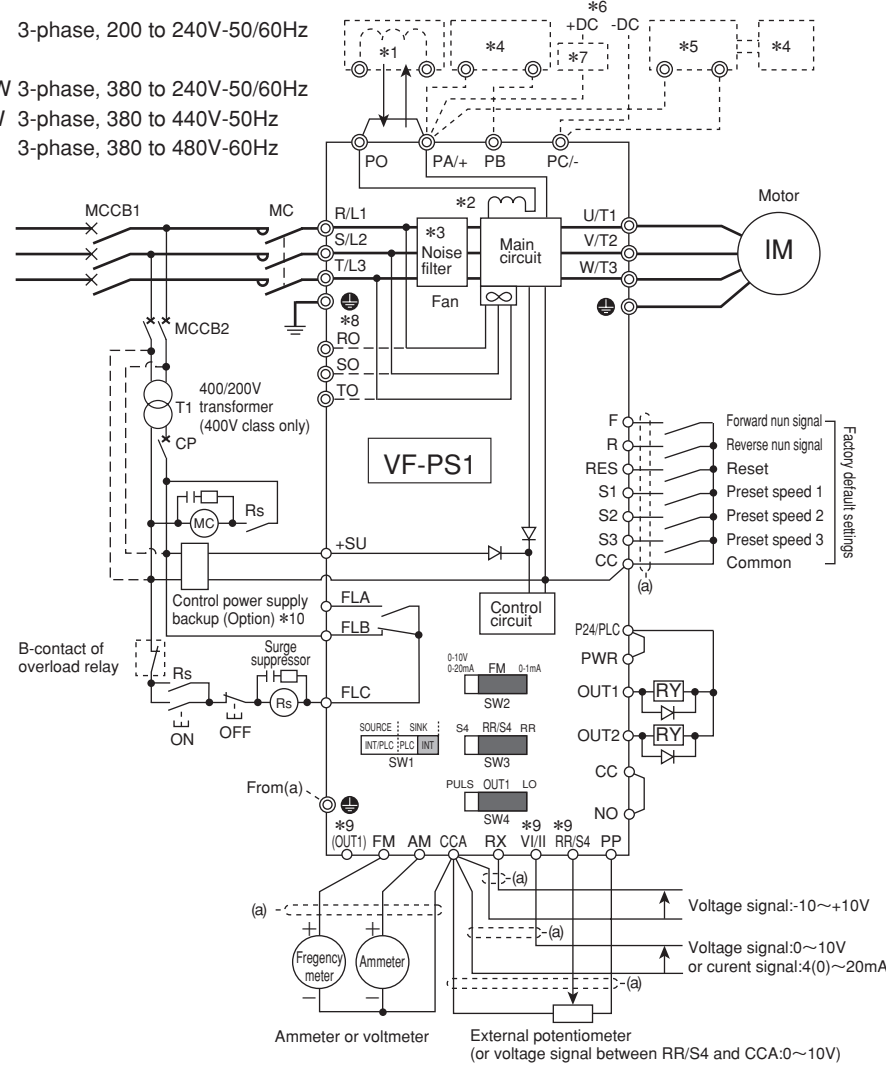 3-phase, 200 to 240V-50/60Hz
W 3-phase, 380 to 240V-50/60Hz
3-phase, 380 to 440V-50Hz
3-phase, 380 to 480V-60Hz
*1
*4
*6
+DC -DC
*7
*5
*4
PO
PA/+
PB
PC/-
MCCB1
MC
R/L1
S/L2
T/L3
*8
RO
SO
TO
*2
*3
Noise
filter
Fan
Main
circuit
U/T1
V/T2
W/T3
Motor
IM
MCCB2
T1
400/200V
transformer
(400V class only)
CP
MC
Rs
VF-PS1
F
R
RES
S1
S2
S3
CC
(a)
Forward nun signal
Reverse nun signal
Reset
Preset speed 1
Preset speed 2
Preset speed 3
Common
Factory default settings
+SU
Control power supply
backup (Option) *10
FLA
FLB
FLC
Control
circuit
B-contact of
overload relay
Rs
ON
OFF
Surge
suppressor
Rs
P24/PLC
PWR
OUT1
RY
OUT2
RY
CC
NO
0-10V
0-20mA
FM
0-1mA
SW2
SOURCE
SINK
INT/PLC
PLC
INT
SW1
S4
RR/S4
RR
SW3
PULS
OUT1
LO
SW4
From(a)
*9
(OUT1)
FM
AM
CCA
RX
*9
VI/II
*9
RR/S4
PP
(a)
(a)
(a)
(a)
Voltage signal:-10～+10V
Voltage signal:0～10V
or curent signal:4(0)～20mA
+
Fregency
meter
−
+
Ammeter
−
Ammeter or voltmeter
External potentiometer
(or voltage signal between RR/S4 and CCA:0～10V)